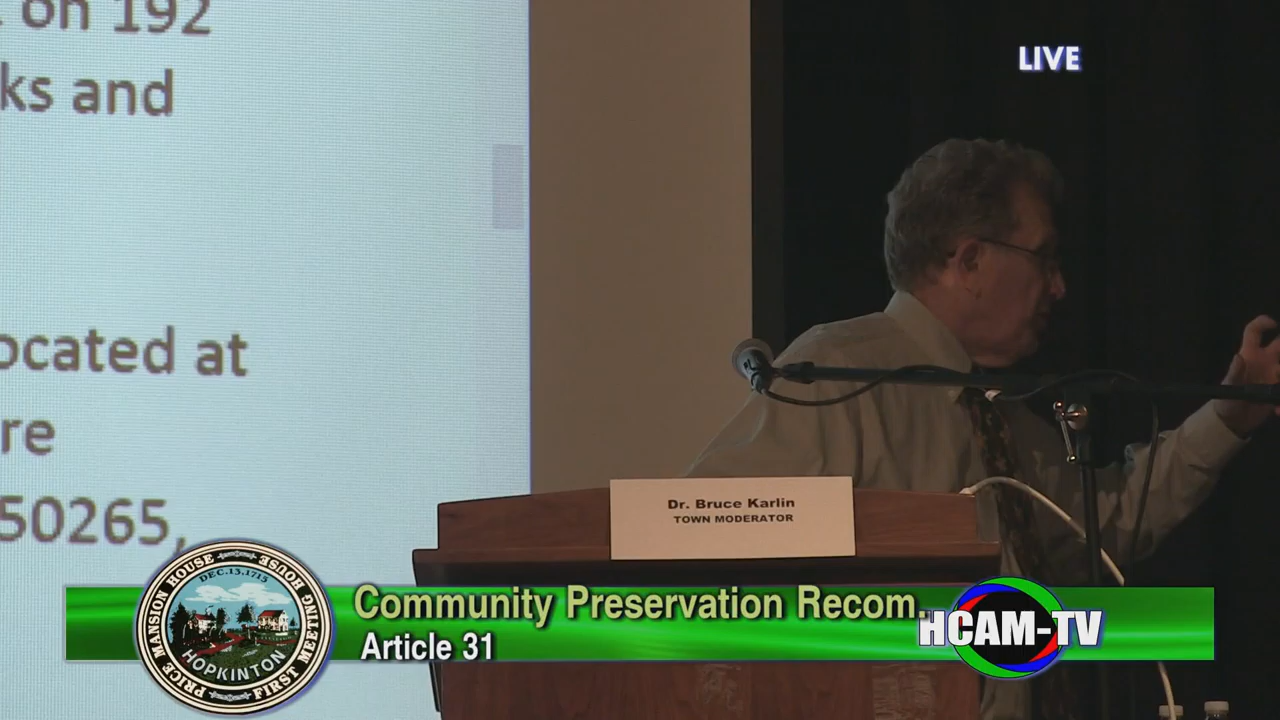 on 192
ks and
ocated at
re
50265,
LIVE
Dr. Bruce Karlin
TOWN MODERATOR
Community Preservation Recom.
Article 31
HCAM-TV
PRICE MANSION HOUSE
FIRST MEETING HOUSE
DEC. 13, 1715
HOPKINTON